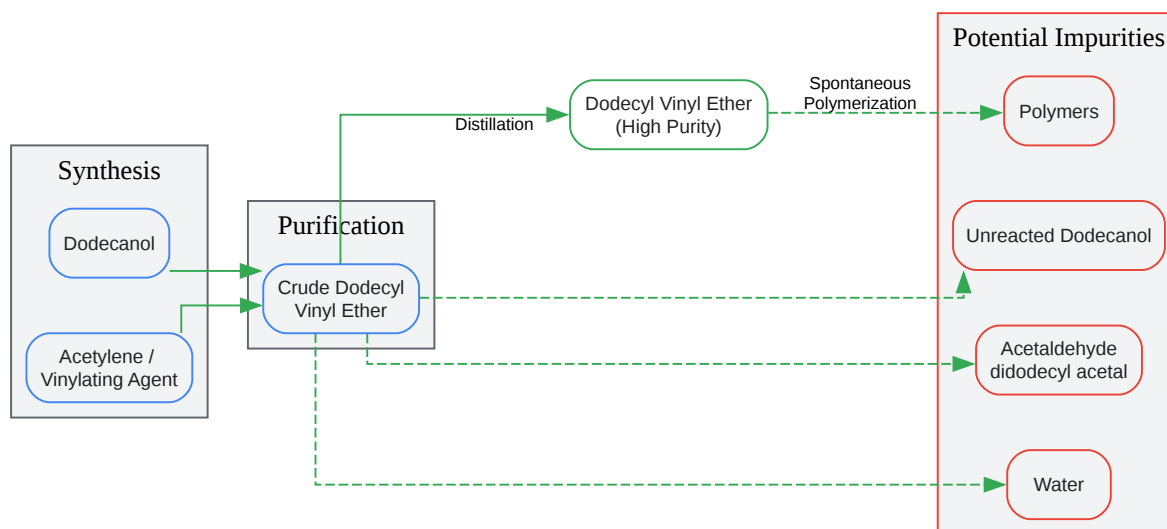 Potential Impurities
Spontaneous
Polymerization
Dodecyl Vinyl Ether
(High Purity)
Distillation
Polymers
Synthesis
Purification
Dodecanol
Unreacted Dodecanol
Crude Dodecyl
Vinyl Ether
Acetylene /
Vinylating Agent
Acetaldehyde
didodecyl acetal
Water